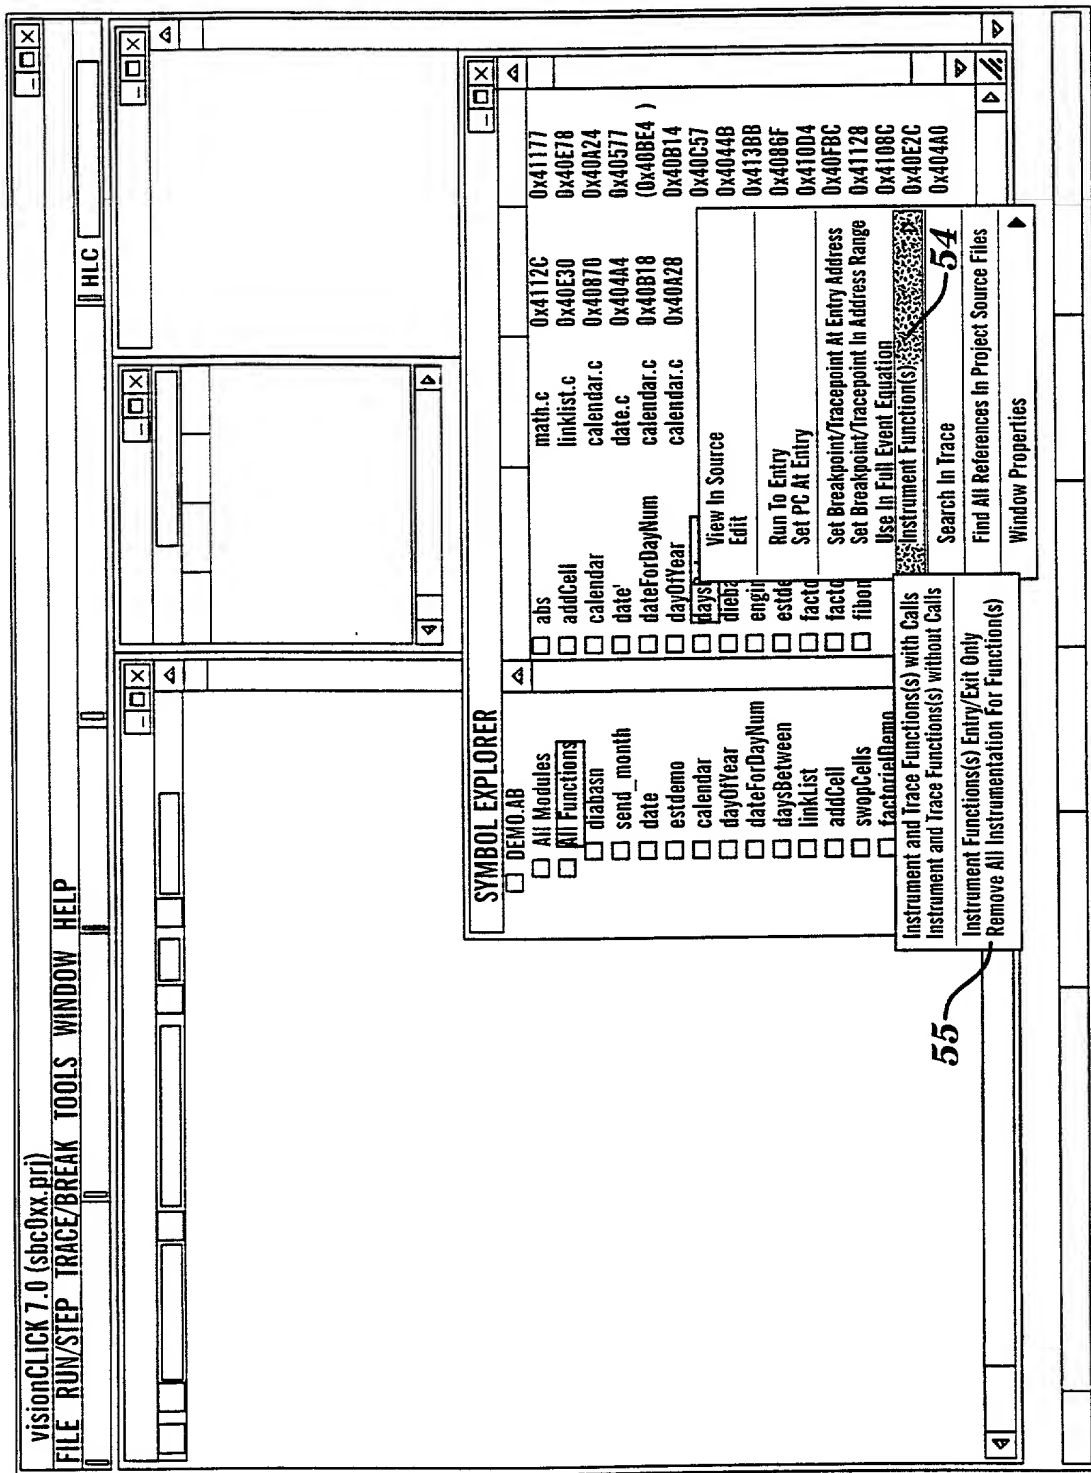 visionCLICK 7.0 (sbc0xx.prj)
FILE RUN/STEP TRACE/BREAK TOOLS WINDOW HELP
HLC
SYMBOL EXPLORER
DEMO.AB
All Modules
All Functions
diabasn
send_month
date
estdemo
calendar
dayOfYear
dateForDayNum
daysBetween
linkList
addCell
swopCells
factorielDemo
abs math.c 0x4112C 0x41177
addCell linklist.c 0x40E30 0x40E78
calendar calendar.c 0x40870 0x40A24
date' date.c 0x404A4 0x40577
dateForDayNum calendar.c 0x40B18 (0x40BE4 )
dayOfYear calendar.c 0x40A28 0x40B14
0x40C57
dieba 0x4044B
engin 0x413BB
estde 0x4086F
facto 0x410D4
facto 0x40FBC
fibon 0x41128
0x4108C
0x40E2C
0x404A0
View In Source
Edit
Run To Entry
Set PC At Entry
Set Breakpoint/Tracepoint At Entry Address
Set Breakpoint/Tracepoint In Address Range
Use In Full Event Equation
Instrument Function(s)
Search In Trace
Find All References In Project Source Files
Window Properties
54
Instrument and Trace Functions(s) with Calls
Instrument and Trace Functions(s) without Calls
Instrument Functions(s) Entry/Exit Only
Remove All Instrumentation For Function(s)
55